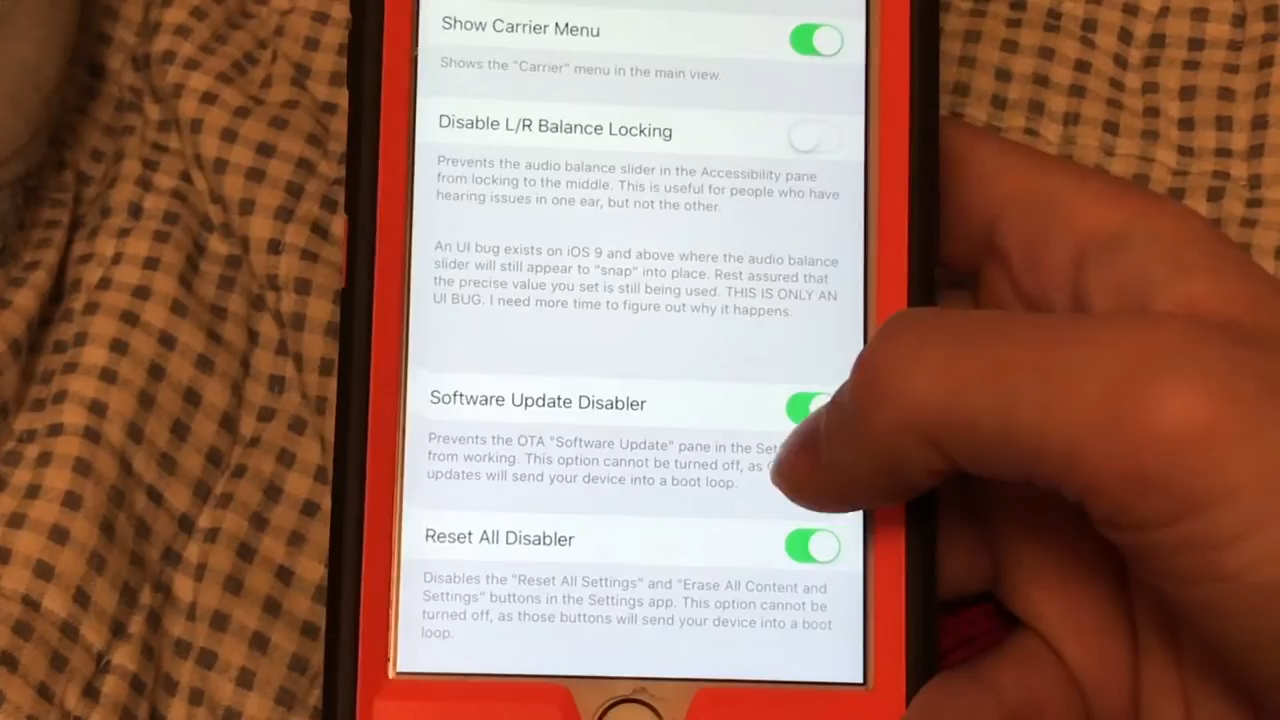 Show Carrier Menu
Shows the "Carrier" menu in the main view.
Disable L/R Balance Locking
Prevents the audio balance slider in the Accessibility pane
from locking to the middle. This is useful for people who have
hearing issues in one ear, but not the other.
An UI bug exists on iOS 9 and above where the audio balance
slider will still appear to "snap" into place. Rest assured that
the precise value you set is still being used. THIS IS ONLY AN
UI BUG. I need more time to figure out why it happens.
Software Update Disabler
Prevents the OTA "Software Update" pane in the
from working. This option cannot be turned off, as
updates will send your device into a boot loop.
Reset All Disabler
Disables the "Reset All Settings" and "Erase All Content and
Settings" buttons in the Settings app. This option cannot be
turned off, as those buttons will send your device into a boot
loop.